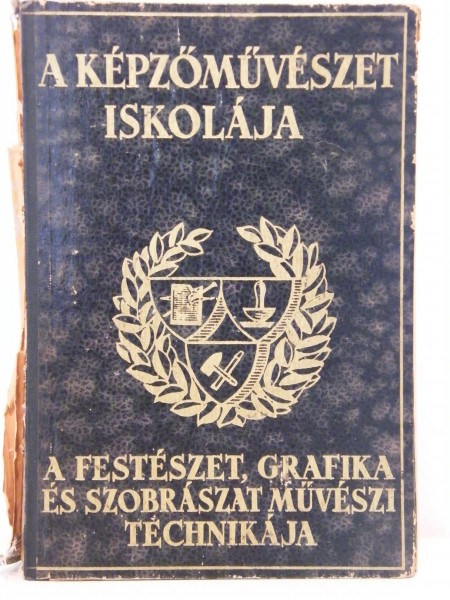 A KÉPZŐMŰVÉSZET
ISKOLÁJA
A FESTÉSZET, GRAFIKA
ÉS SZOBRÁSZAT MŰVÉSZI
TECHNIKÁJA